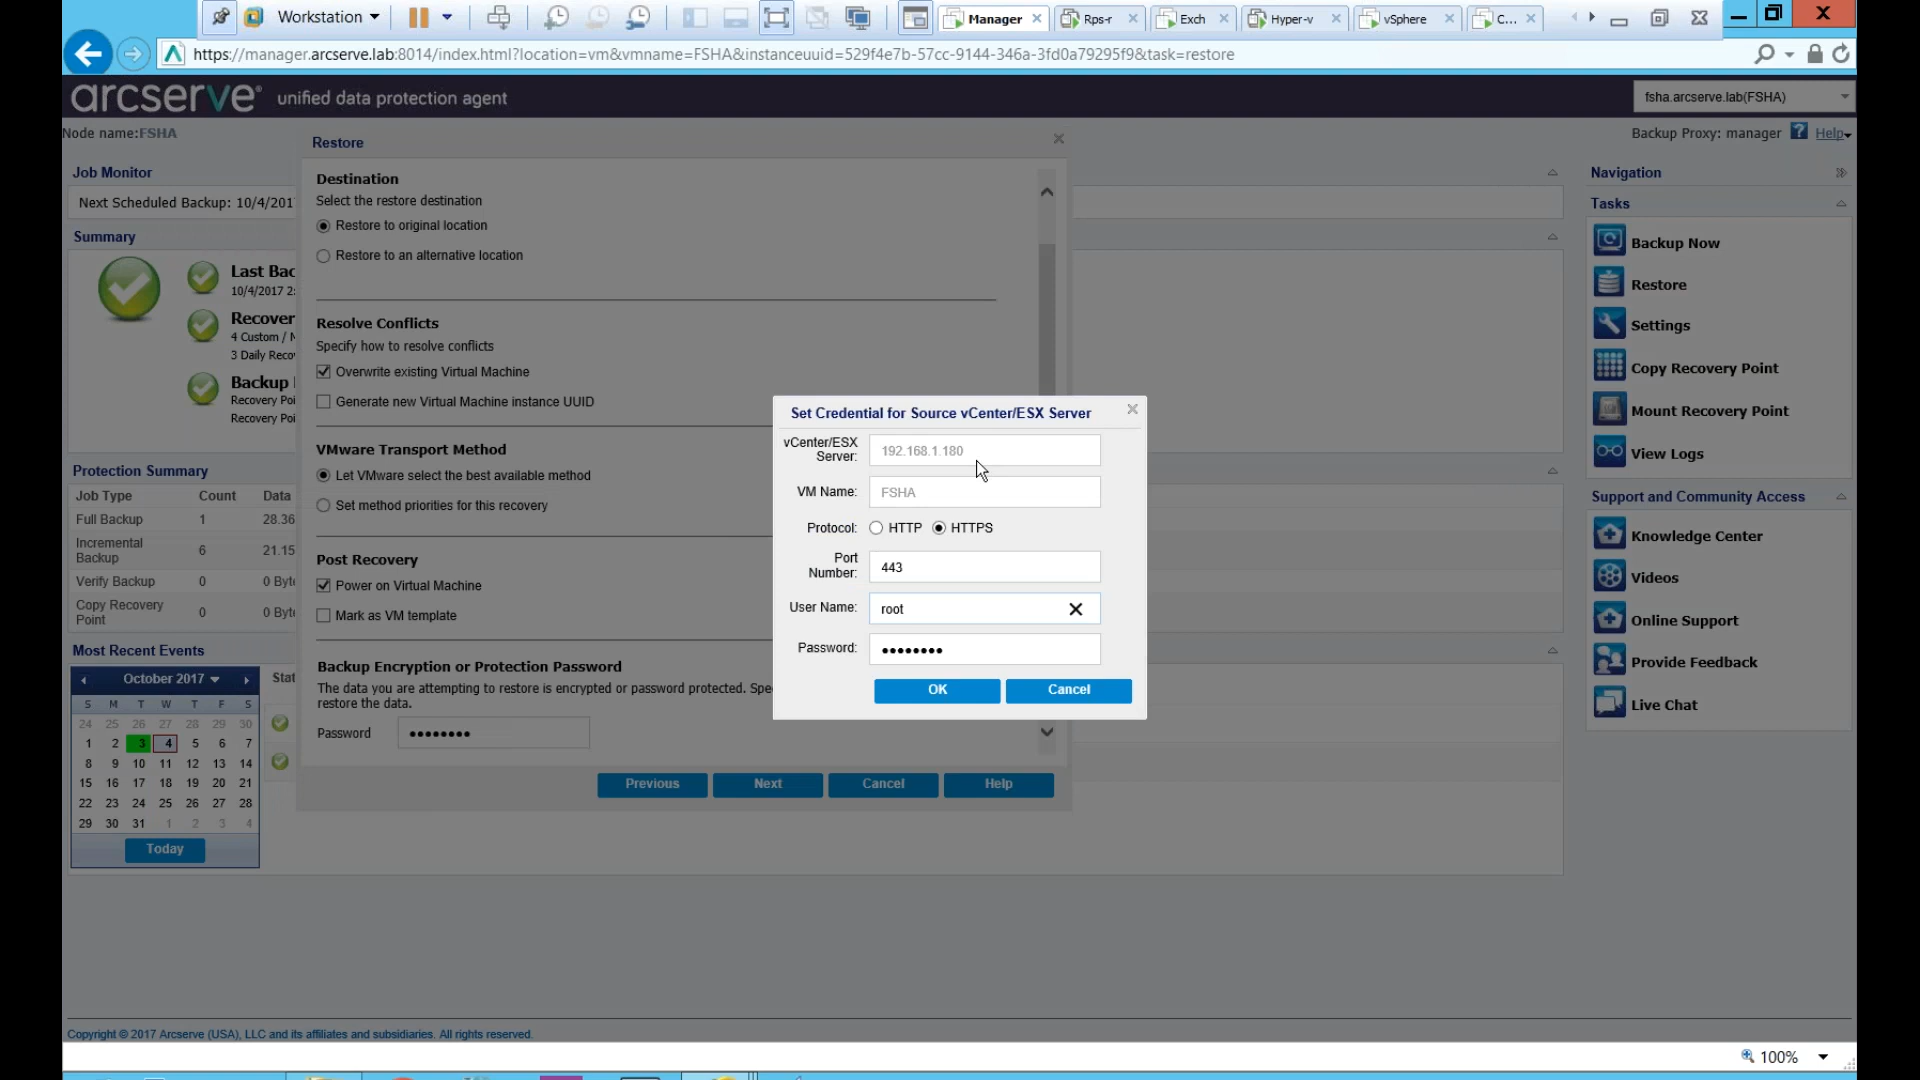 Workstation
Manager
Rps-r
Exch
Hyper-v
vSphere
C...
https://manager.arcserve.lab:8014/index.html?location=vm&vmname=FSHA&instanceuuid=529f4e7b-57cc-9144-346a-3fd0a79295f9&task=restore
arcserve® unified data protection agent
fsha.arcserve.lab(FSHA)
Node name:FSHA
Backup Proxy: manager ? Help
Job Monitor
Next Scheduled Backup: 10/4/201
Summary
Last Bac
10/4/2017 2:
Recover
4 Custom / M
3 Daily Reco
Backup
Recovery Poi
Recovery Poi
Protection Summary
Job Type Count Data
Full Backup 1 28.36
Incremental Backup 6 21.15
Verify Backup 0 0 Byt
Copy Recovery Point 0 0 Byt
Most Recent Events
October 2017
Stat
S M T W T F S
24 25 26 27 28 29 30
1 2 3 4 5 6 7
8 9 10 11 12 13 14
15 16 17 18 19 20 21
22 23 24 25 26 27 28
29 30 31 1 2 3 4
Today
Restore
Destination
Select the restore destination
Restore to original location
Restore to an alternative location
Resolve Conflicts
Specify how to resolve conflicts
Overwrite existing Virtual Machine
Generate new Virtual Machine instance UUID
VMware Transport Method
Let VMware select the best available method
Set method priorities for this recovery
Post Recovery
Power on Virtual Machine
Mark as VM template
Backup Encryption or Protection Password
The data you are attempting to restore is encrypted or password protected. Spe
restore the data.
Password ●●●●●●●●
Previous Next Cancel Help
Set Credential for Source vCenter/ESX Server
vCenter/ESX Server: 192.168.1.180
VM Name: FSHA
Protocol: HTTP HTTPS
Port Number: 443
User Name: root
Password: ●●●●●●●●
OK Cancel
Navigation
Tasks
Backup Now
Restore
Settings
Copy Recovery Point
Mount Recovery Point
View Logs
Support and Community Access
Knowledge Center
Videos
Online Support
Provide Feedback
Live Chat
Copyright © 2017 Arcserve (USA), LLC and its affiliates and subsidiaries. All rights reserved.
100%